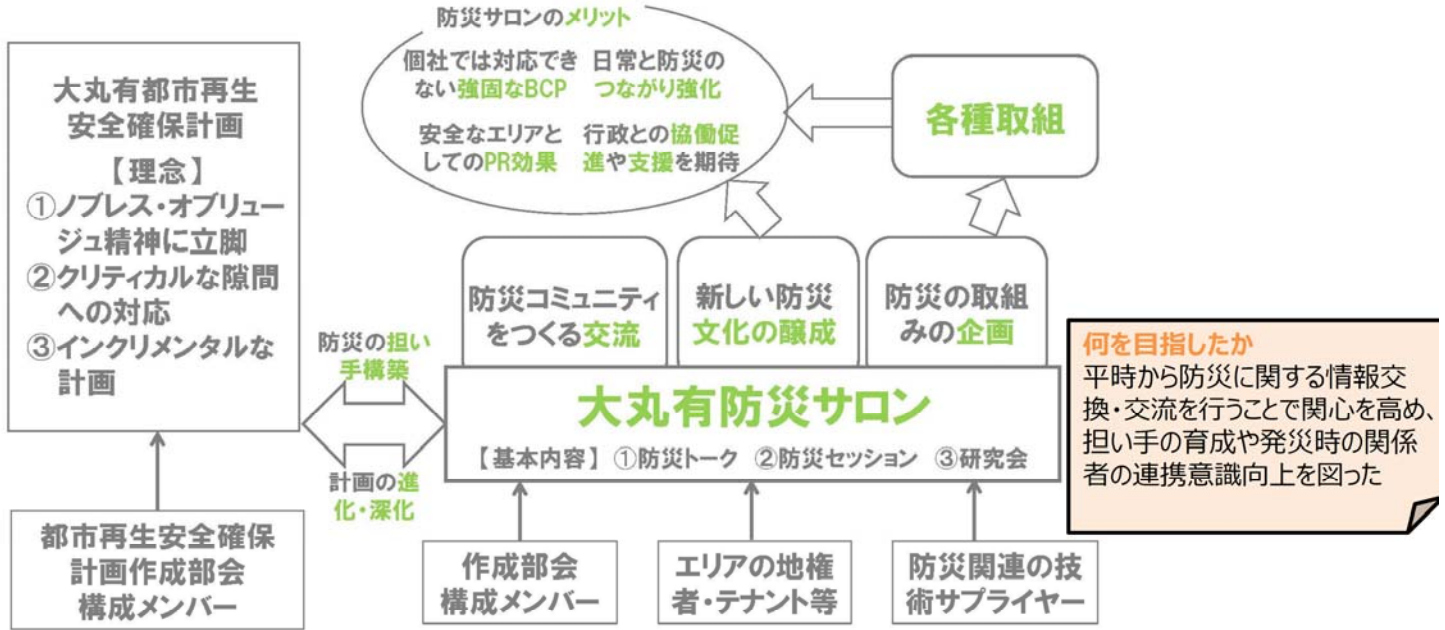 大丸有都市再生
安全確保計画
【理念】
①ノブレス・オブリュー
ジュ精神に立脚
②クリティカルな隙間
への対応
③インクリメンタルな
計画
都市再生安全確保
計画作成部会
構成メンバー
防災の担い
手構築
計画の進
化・深化
防災サロンのメリット
個社では対応でき
ない強固なBCP
日常と防災の
つながり強化
安全なエリアと
してのPR効果
行政との協働促
進や支援を期待
各種取組
防災コミュニティ
をつくる交流
新しい防災
文化の醸成
防災の取組
みの企画
大丸有防災サロン
【基本内容】 ①防災トーク ②防災セッション ③研究会
作成部会
構成メンバー
エリアの地権
者・テナント等
防災関連の技
術サプライヤー
何を目指したか
平時から防災に関する情報交
換・交流を行うことで関心を高め、
担い手の育成や発災時の関係
者の連携意識向上を図った